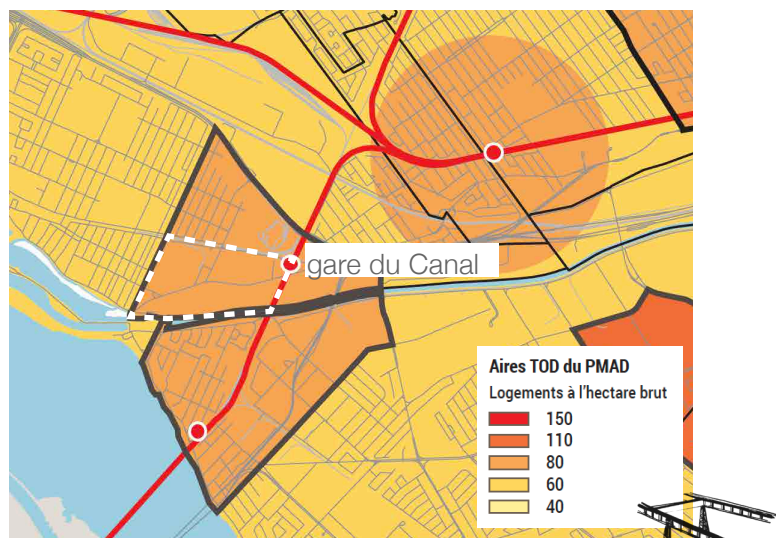 gare du Canal
Aires TOD du PMAD
Logements à l'hectare brut
150
110
80
60
40